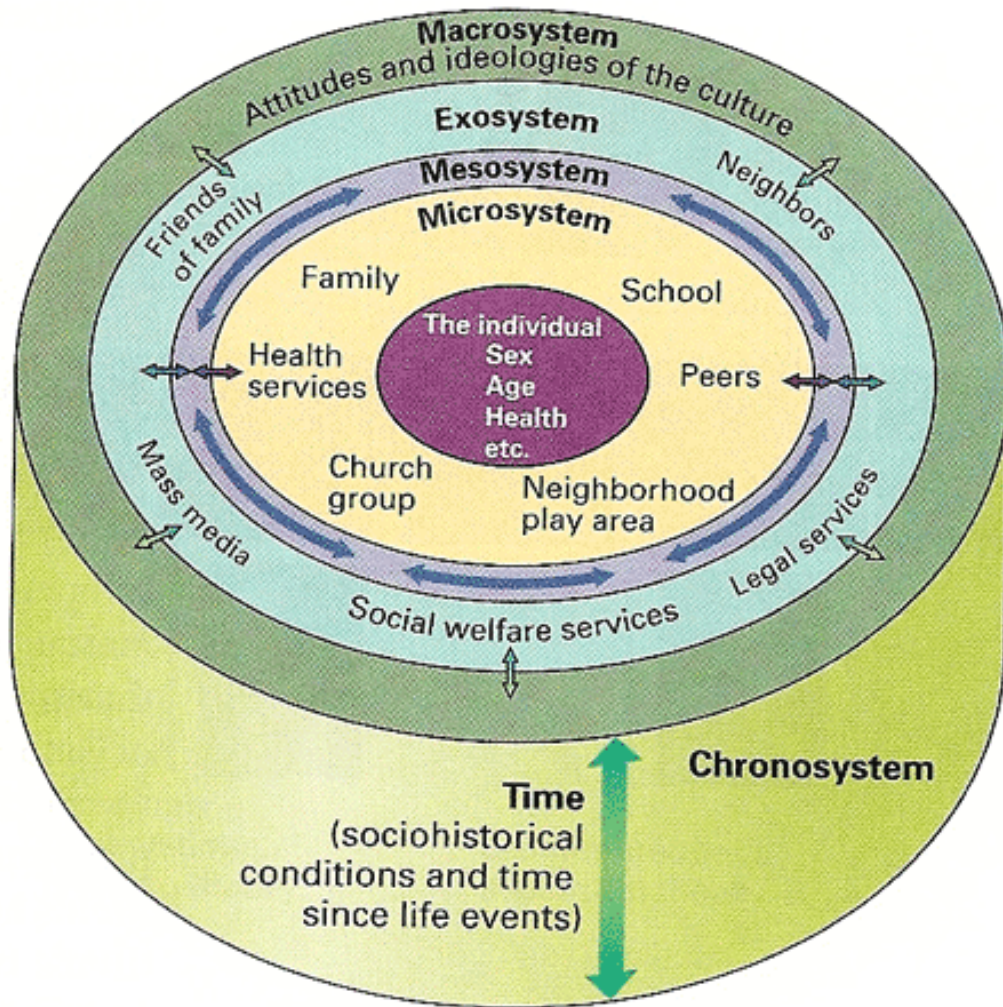 Macrosystem
Attitudes and ideologies of the culture
Exosystem
Mesosystem
Microsystem
Friends
of family
Neighbors
Family
School
The individual
Sex
Age
Health
etc.
Health
services
Peers
Church
group
Neighborhood
play area
Mass media
Legal services
Social welfare services
Chronosystem
Time
(sociohistorical
conditions and time
since life events)